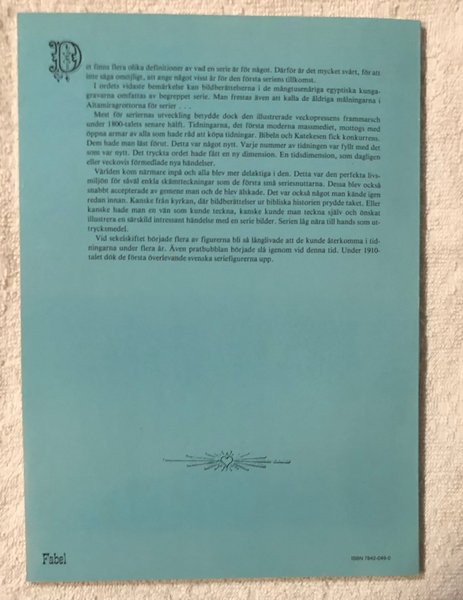 Det finns flera olika definitioner av vad en serie är för något. Därför är det mycket svårt, för att
inte säga omöjligt, att ange något visst år för den första seriens tillkomst.
I ordets vidaste bemärkelse kan bildberättelserna i de mångtusenåriga egyptiska kunga-
gravarna omfattas av begreppet serie. Man frestas även att kalla de åldriga målningarna i
Altamiragrottorna för serier . . .
Mest för seriernas utveckling betydde dock den illustrerade veckopressens frammarsch
under 1800-talets senare hälft. Tidningarna, det första moderna massmediet, mottogs med
öppna armar av alla som hade råd att köpa tidningar. Bibeln och Katekesen fick konkurrens.
Dem hade man läst förut. Detta var något nytt. Varje nummer av tidningen var fyllt med det
som var nytt. Det tryckta ordet hade fått en ny dimension. En tidsdimension, som dagligen
eller veckovis förmedlade nya händelser.
Världen kom närmare inpå och alla blev mer delaktiga i den. Detta var den perfekta livs-
miljön för såväl enkla skämtteckningar som de första små seriesnuttarna. Dessa blev också
snabbt accepterade av gemene man och de blev älskade. Det var också något man kände igen
redan innan. Kanske från kyrkan, där bildberättelser ur bibliska historien prydde taket. Eller
kanske hade man en vän som kunde teckna, kanske kunde man teckna själv och önskat
illustrera en särskild intressant händelse med en serie bilder. Serien låg nära till hands som ut-
trycksmedel.
Vid sekelskiftet började flera av figurerna bli så långlivade att de kunde återkomma i tid-
ningarna under flera år. Även pratbubblan började slå igenom vid denna tid. Under 1910-
talet dök de första överlevande svenska seriefigurerna upp.
Fabel
ISBN 7842-049-0